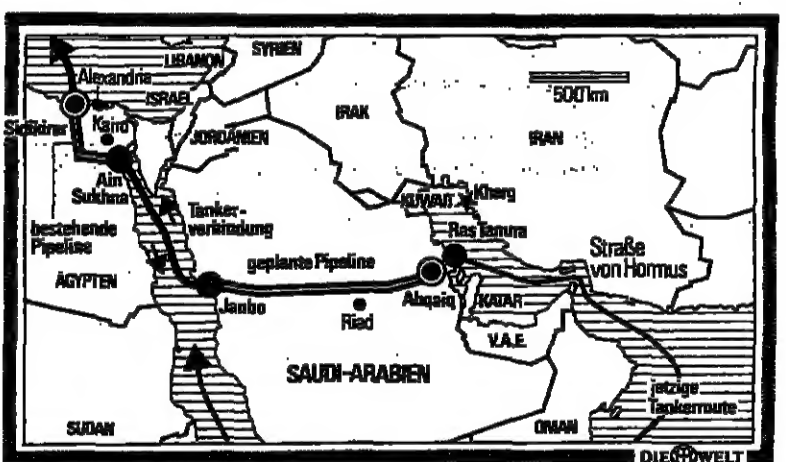 SYRIEN
LIBANON
Alexandria
ISRAEL
500 km
IRAK
IRAN
Sidikirer
Kairo
JORDANIEN
Ain
Sukhna
Tanker-
verbindung
KUWAIT
Kharg
Ras Tanura
bestehende
Pipeline
geplante Pipeline
Straße
von Hormus
ÄGYPTEN
Janbo
Abqaiq
KATAR
Riad
V.A.E.
SAUDI-ARABIEN
jetzige
Tankerroute
SUDAN
OMAN
DIE WELT